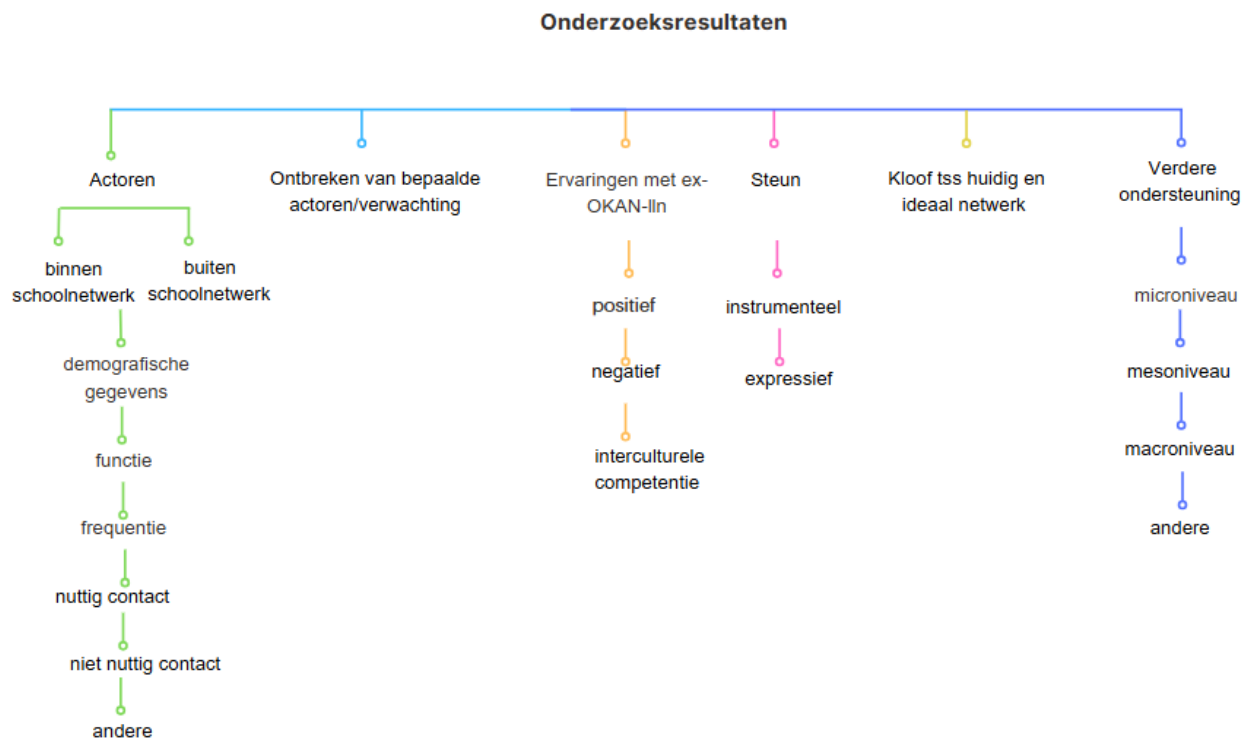 Onderzoeksresultaten
Actoren
Ontbreken van bepaalde
actoren/verwachting
Ervaringen met ex-
OKAN-lln
Steun
Kloof tss huidig en
ideaal netwerk
Verdere
ondersteuning
binnen
schoolnetwerk
buiten
schoolnetwerk
demografische
gegevens
functie
frequentie
nuttig contact
niet nuttig contact
andere
positief
negatief
interculturele
competentie
instrumenteel
expressief
microniveau
mesoniveau
macroniveau
andere